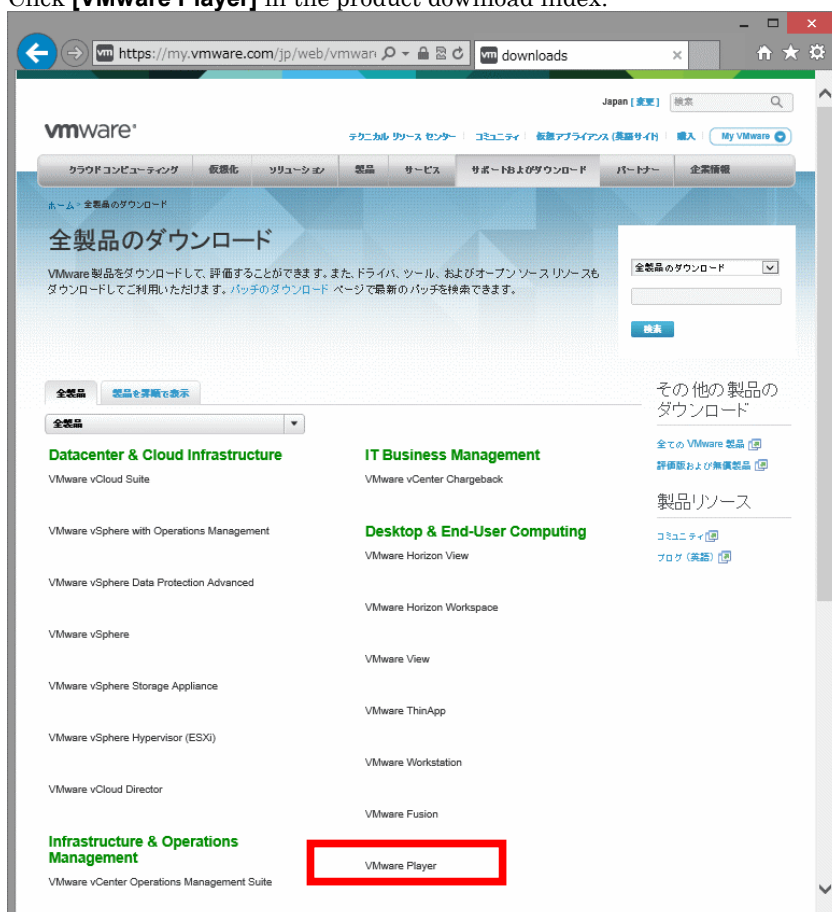 Click [VMware Player] in the product download index.
https://my.vmware.com/jp/web/vmwar
downloads
Japan [ 変更 ]
検索
vmware
テクニカル リソース センター
コミュニティ
仮想アプライアンス (英語サイト)
購入
My VMware
クラウド コンピューティング
仮想化
ソリューション
製品
サービス
サポートおよびダウンロード
パートナー
企業情報
ホーム > 全製品のダウンロード
全製品のダウンロード
VMware 製品をダウンロードして、評価することができます。また、ドライバ、ツール、およびオープン ソース リソースも
ダウンロードしてご利用いただけます。パッチのダウンロード ページで最新のパッチを検索できます。
全製品のダウンロード
検索
全製品
製品を昇順で表示
全製品
Datacenter & Cloud Infrastructure
VMware vCloud Suite
VMware vSphere with Operations Management
VMware vSphere Data Protection Advanced
VMware vSphere
VMware vSphere Storage Appliance
VMware vSphere Hypervisor (ESXi)
VMware vCloud Director
Infrastructure & Operations
Management
VMware vCenter Operations Management Suite
IT Business Management
VMware vCenter Chargeback
Desktop & End-User Computing
VMware Horizon View
VMware Horizon Workspace
VMware View
VMware ThinApp
VMware Workstation
VMware Fusion
VMware Player
その他の製品の
ダウンロード
全ての VMware 製品
評価版および無償製品
製品リソース
コミュニティ
ブログ (英語)